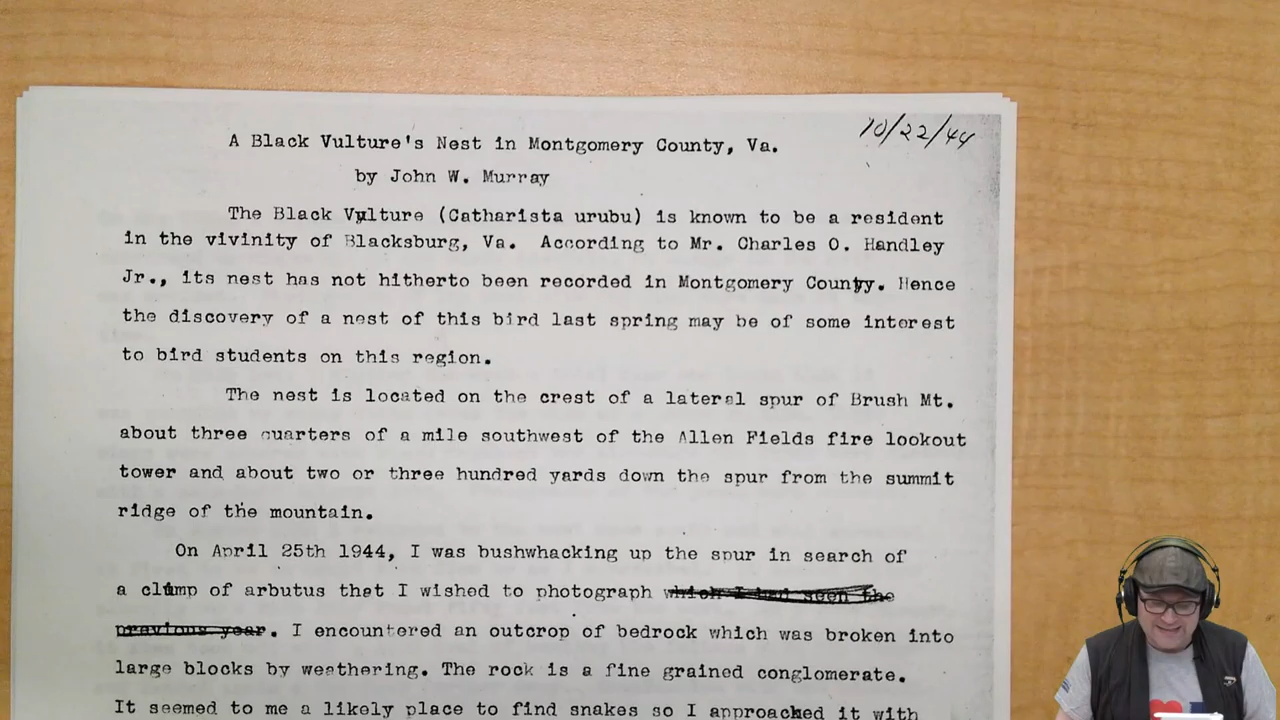 10/22/44
A Black Vulture's Nest in Montgomery County, Va.
by John W. Murray
The Black Vulture (Catharista urubu) is known to be a resident
in the vivinity of Blacksburg, Va. According to Mr. Charles O. Handley
Jr., its nest has not hitherto been recorded in Montgomery County. Hence
the discovery of a nest of this bird last spring may be of some interest
to bird students on this region.
The nest is located on the crest of a lateral spur of Brush Mt.
about three quarters of a mile southwest of the Allen Fields fire lookout
tower and about two or three hundred yards down the spur from the summit
ridge of the mountain.
On April 25th 1944, I was bushwhacking up the spur in search of
a clump of arbutus that I wished to photograph which I had seen the
previous year. I encountered an outcrop of bedrock which was broken into
large blocks by weathering. The rock is a fine grained conglomerate.
It seemed to me a likely place to find snakes so I approached it with